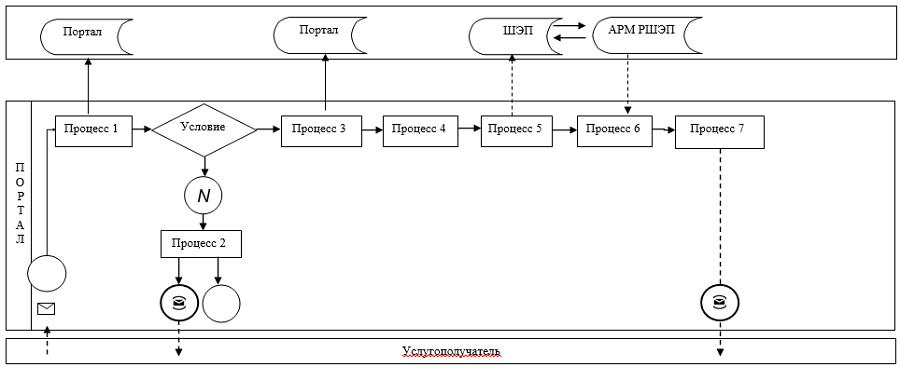 Портал
Портал
ШЭП
АРМ РШЭП
Процесс 1
Условие
Процесс 3
Процесс 4
Процесс 5
Процесс 6
Процесс 7
ПОРТАЛ
N
Процесс 2
Услугополучатель